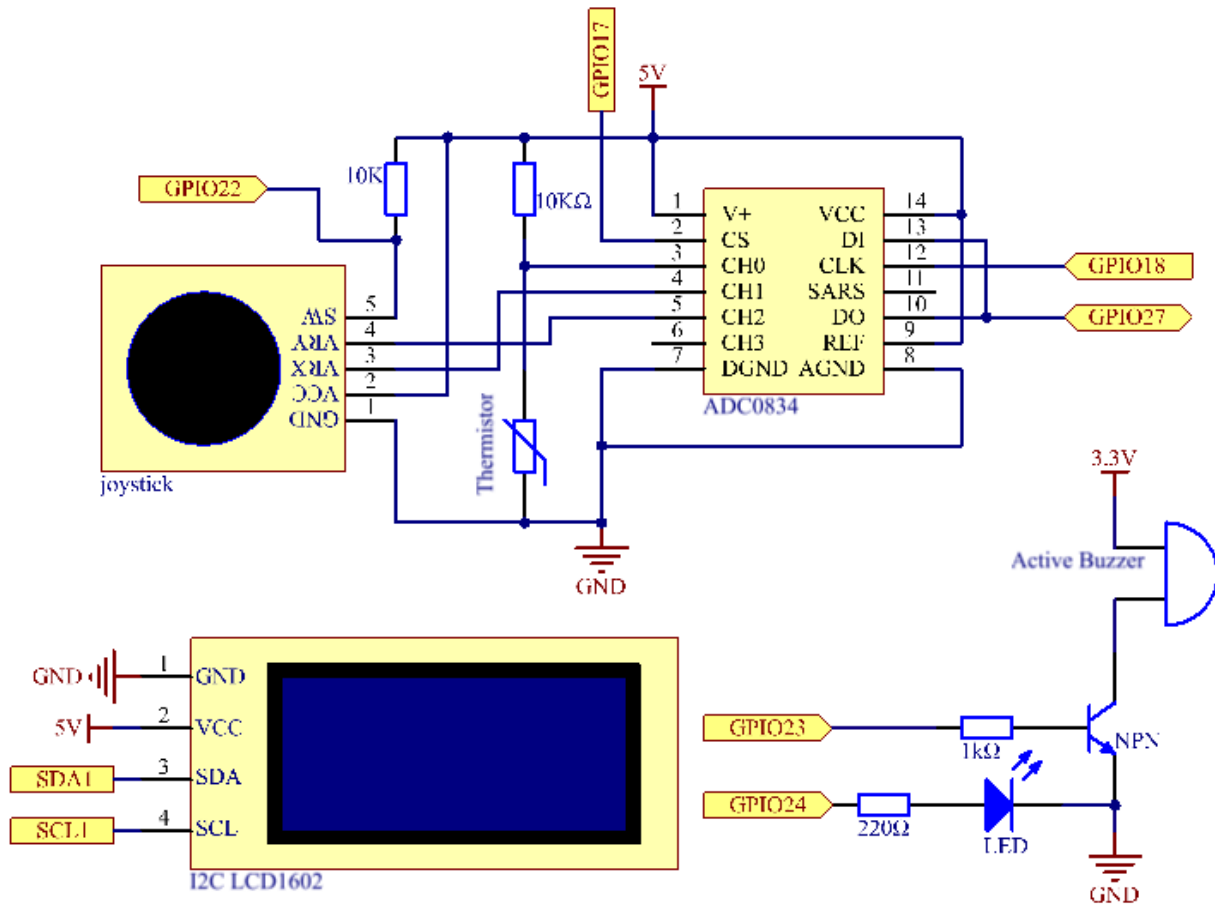 GPIO17
5V
10K
GPIO22
10KΩ
1 V+ VCC 14
2 CS DI 13
3 CH0 CLK 12
GPIO18
4 CH1 SARS 11
5 CH2 DO 10
GPIO27
6 CH3 REF 9
7 DGND AGND 8
ADC0834
SW 5
VRY 4
VRX 3
VCC 2
GND 1
joystick
Thermistor
GND
3.3V
Active Buzzer
GND 1 GND
5V 2 VCC
SDA1 3 SDA
SCL1 4 SCL
I2C LCD1602
GPIO23
1kΩ
NPN
GPIO24
220Ω
LED
GND